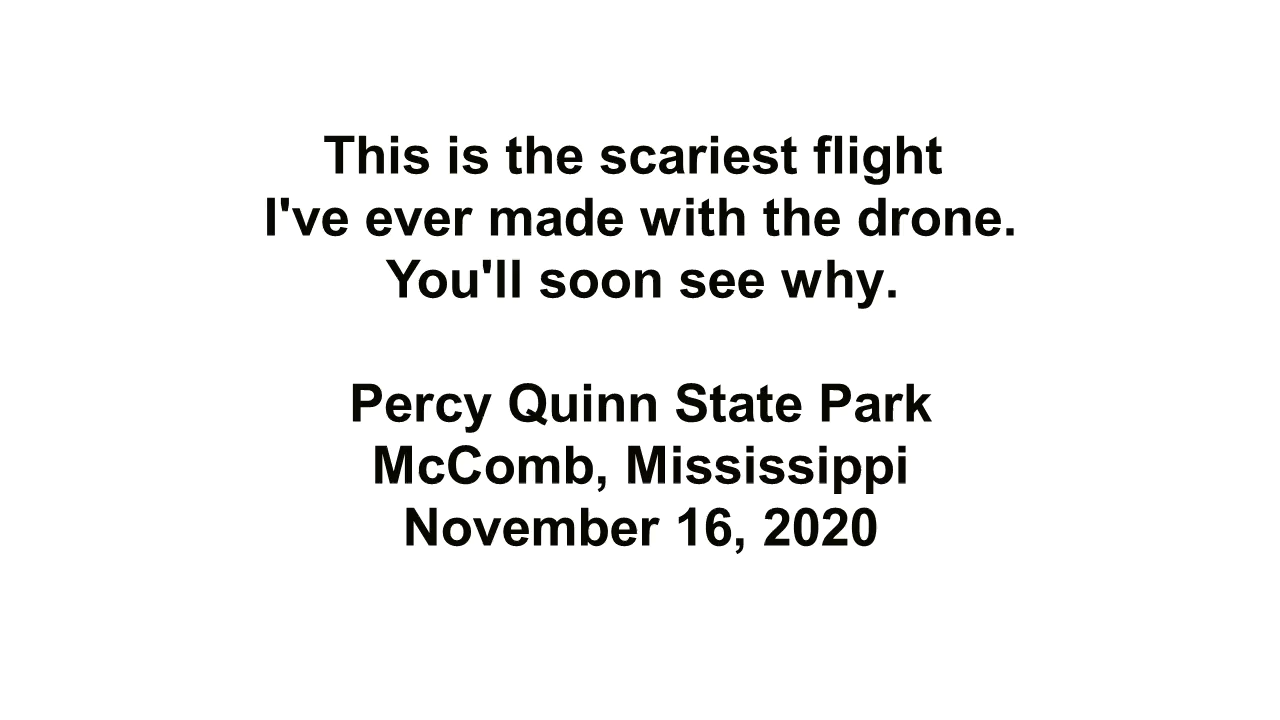 This is the scariest flight
I've ever made with the drone.
You'll soon see why.
Percy Quinn State Park
McComb, Mississippi
November 16, 2020